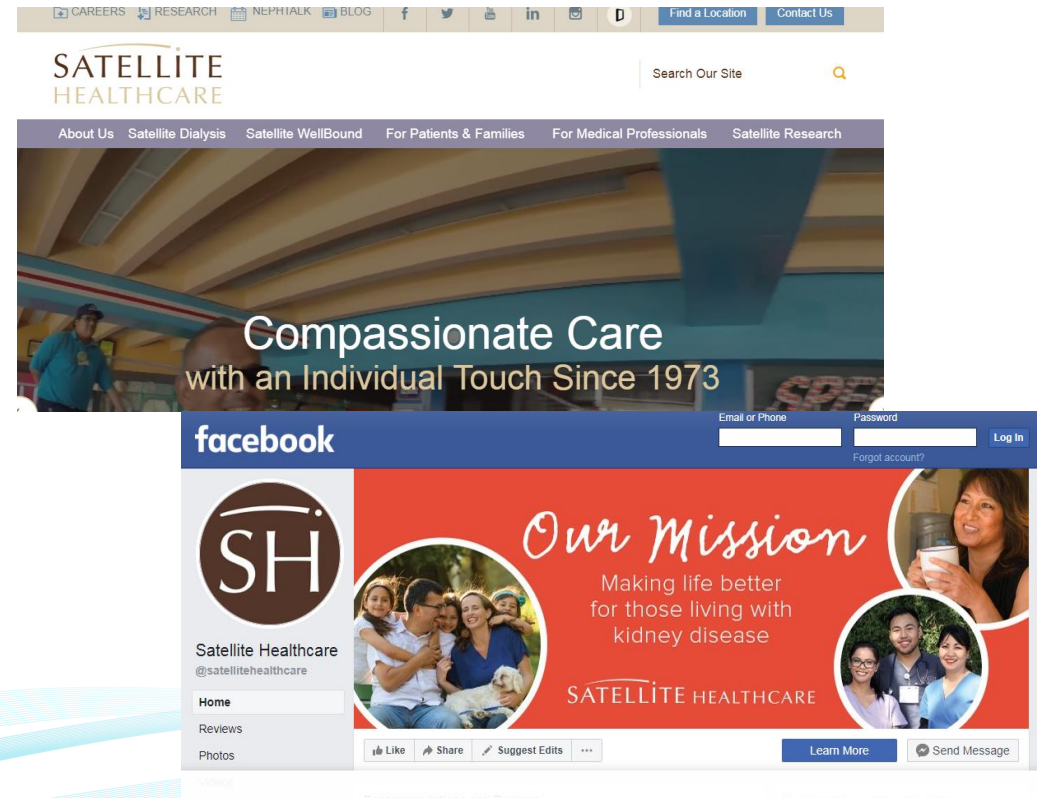 CAREERS RESEARCH NEPHTALK BLOG Find a Location Contact Us
SATELLITE
HEALTHCARE
Search Our Site
About Us Satellite Dialysis Satellite WellBound For Patients & Families For Medical Professionals Satellite Research
Compassionate Care
with an Individual Touch Since 1973
facebook
Email or Phone Password
Log In
Forgot account?
SH
Our Mission
Making life better
for those living with
kidney disease
SATELLITE HEALTHCARE
Satellite Healthcare
@satellitehealthcare
Home
Reviews
Photos
Like Share Suggest Edits ... Learn More Send Message